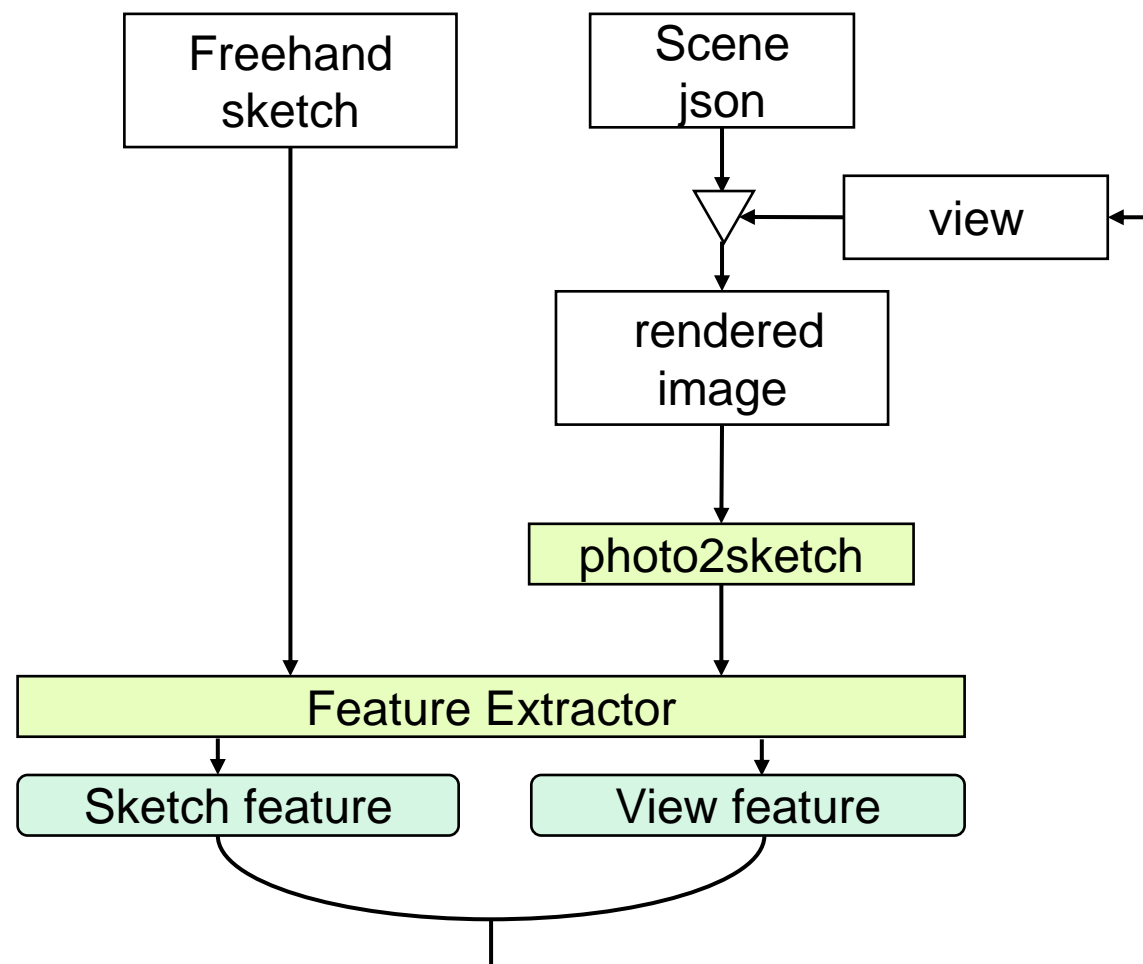 Freehand
sketch
Scene
json
view
rendered
image
photo2sketch
Feature Extractor
Sketch feature
View feature